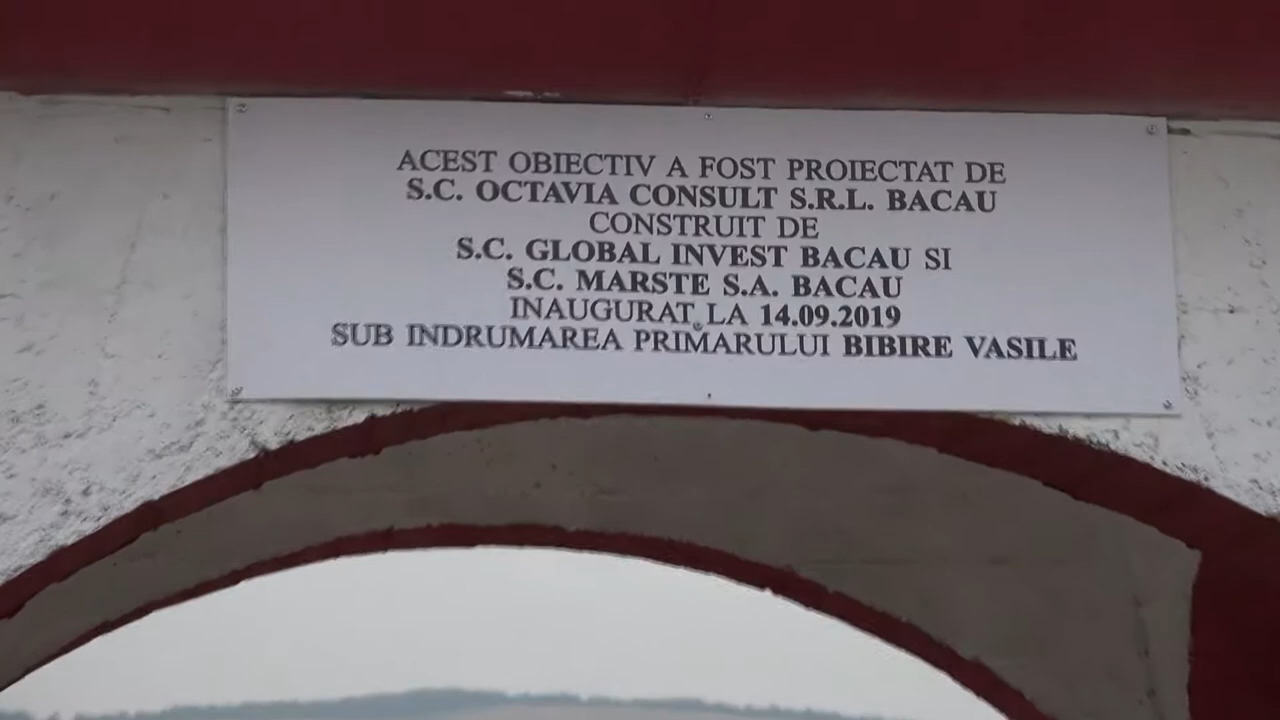 ACEST OBIECTIV A FOST PROIECTAT DE
S.C. OCTAVIA CONSULT S.R.L. BACAU
CONSTRUIT DE
S.C. GLOBAL INVEST BACAU SI
S.C. MARSTE S.A. BACAU
INAUGURAT LA 14.09.2019
SUB INDRUMAREA PRIMARULUI BIBIRE VASILE